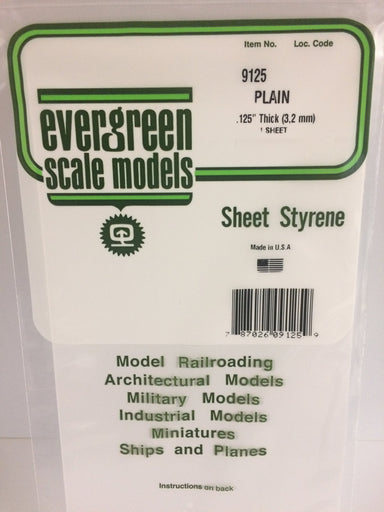 Item No. Loc. Code
9125
PLAIN
.125" Thick (3,2 mm)
1 SHEET
evergreen
scale models
Sheet Styrene
Made in U.S.A
7 87026 09125 9
Model Railroading
Architectural Models
Military Models
Industrial Models
Miniatures
Ships and Planes
Instructions on back